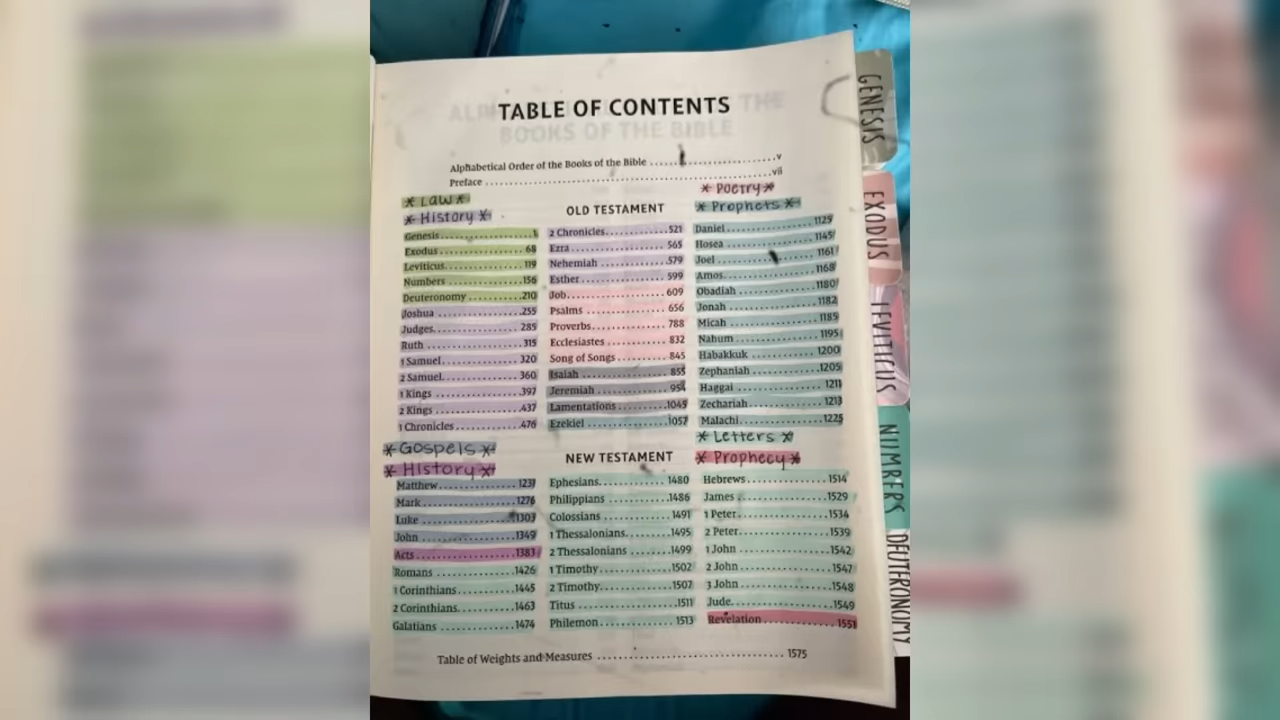 TABLE OF CONTENTS
Alphabetical Order of the Books of the Bible ........................v
Preface ........................vii
* Law *
* History *
* Poetry *
* Prophets *
OLD TESTAMENT
Genesis....................1
Exodus ....................68
Leviticus....................119
Numbers ....................156
Deuteronomy ..........210
Joshua ....................255
Judges....................285
Ruth ....................315
1 Samuel....................320
2 Samuel....................360
1 Kings ....................397
2 Kings ....................437
1 Chronicles ..........476
2 Chronicles..........521
Ezra ....................565
Nehemiah ..........579
Esther ....................599
Job....................609
Psalms ....................656
Proverbs....................788
Ecclesiastes ..........832
Song of Songs ..........845
Isaiah ....................855
Jeremiah ....................954
Lamentations ..........1045
Ezekiel ....................1057
Daniel ....................1129
Hosea ....................1145
Joel ....................1161
Amos....................1168
Obadiah ....................1180
Jonah ....................1182
Micah ....................1185
Nahum ....................1195
Habakkuk ..........1200
Zephaniah ..........1205
Haggai ....................1211
Zechariah ..........1213
Malachi....................1225
* Gospels *
* History *
* Letters *
* Prophecy *
NEW TESTAMENT
Matthew....................1231
Mark ....................1276
Luke ....................1303
John ....................1349
Acts ....................1383
Romans ....................1426
1 Corinthians ..........1445
2 Corinthians..........1463
Galatians ..........1474
Ephesians..........1480
Philippians ..........1486
Colossians ..........1491
1 Thessalonians....1495
2 Thessalonians ....1499
1 Timothy ..........1502
2 Timothy..........1507
Titus ....................1511
Philemon ..........1513
Hebrews ..........1514
James ....................1529
1 Peter ....................1534
2 Peter....................1539
1 John ....................1542
2 John ....................1547
3 John ....................1548
Jude....................1549
Revelation ..........1551
Table of Weights and Measures ........................1575
GENESIS
EXODUS
LEVITICUS
NUMBERS
DEUTERONOMY